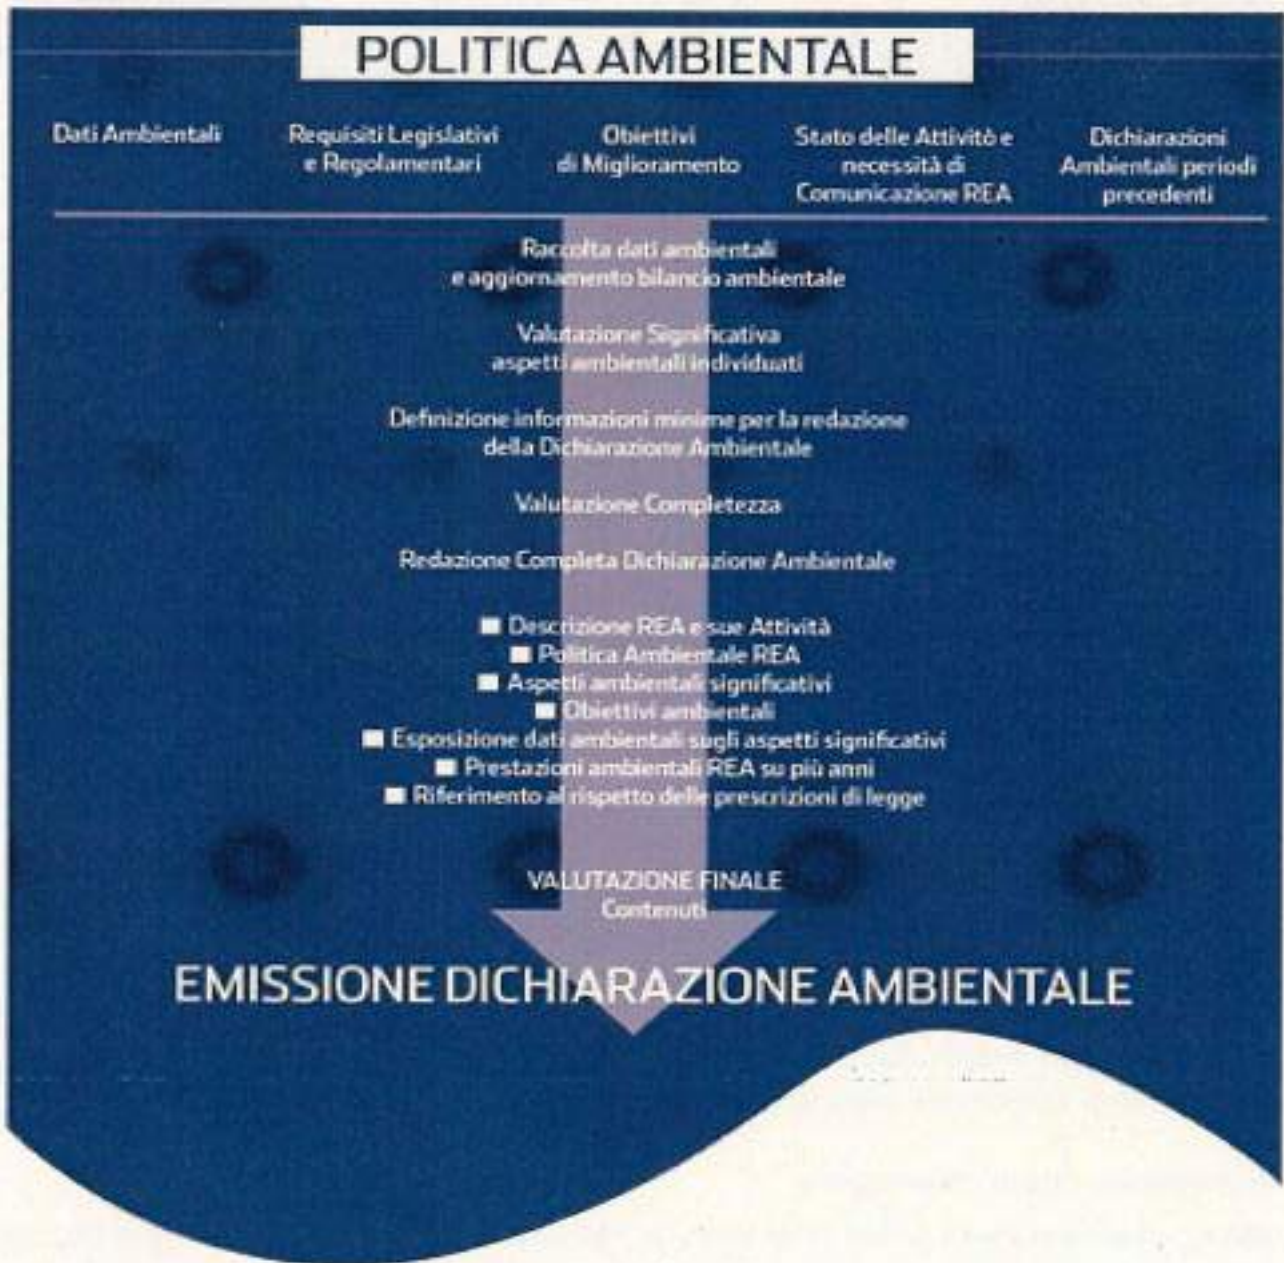 POLITICA AMBIENTALE
Dati Ambientali
Requisiti Legislativi
e Regolamentari
Obiettivi
di Miglioramento
Stato delle Attività e
necessità di
Comunicazione REA
Dichiarazioni
Ambientali periodi
precedenti
Raccolta dati ambientali
e aggiornamento bilancio ambientale
Valutazione Significativa
aspetti ambientali individuati
Definizione informazioni minime per la redazione
della Dichiarazione Ambientale
Valutazione Completezza
Redazione Completa Dichiarazione Ambientale
■ Descrizione REA e sue Attività
■ Politica Ambientale REA
■ Aspetti ambientali significativi
■ Obiettivi ambientali
■ Esposizione dati ambientali sugli aspetti significativi
■ Prestazioni ambientali REA su più anni
■ Riferimento al rispetto delle prescrizioni di legge
VALUTAZIONE FINALE
Contenuti
EMISSIONE DICHIARAZIONE AMBIENTALE